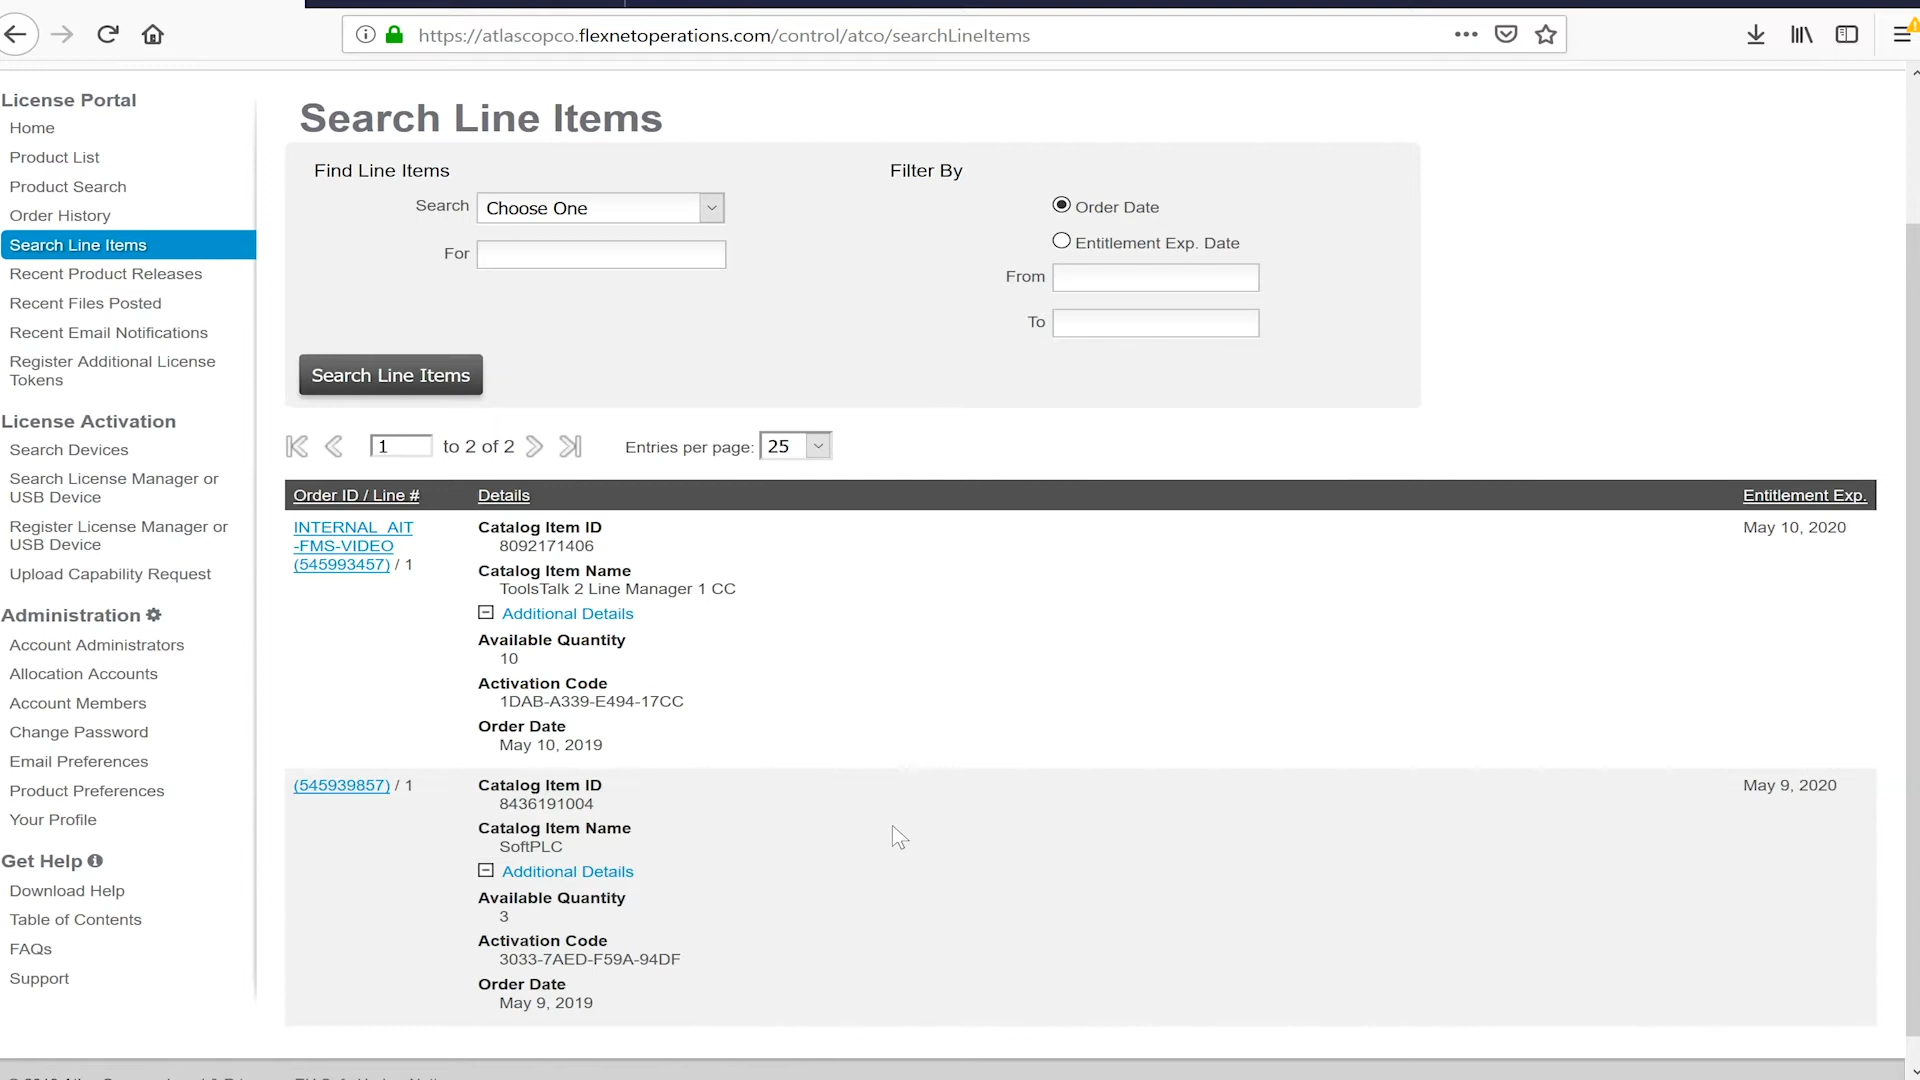 https://atlascopco.flexnetoperations.com/control/atco/searchLineItems
License Portal
Home
Product List
Product Search
Order History
Search Line Items
Recent Product Releases
Recent Files Posted
Recent Email Notifications
Register Additional License
Tokens
License Activation
Search Devices
Search License Manager or
USB Device
Register License Manager or
USB Device
Upload Capability Request
Administration
Account Administrators
Allocation Accounts
Account Members
Change Password
Email Preferences
Product Preferences
Your Profile
Get Help
Download Help
Table of Contents
FAQs
Support
Search Line Items
Find Line Items
Search Choose One
For
Filter By
Order Date
Entitlement Exp. Date
From
To
Search Line Items
1 to 2 of 2 Entries per page: 25
Order ID / Line # Details Entitlement Exp.
INTERNAL_AIT
-FMS-VIDEO
(545993457) / 1
Catalog Item ID
8092171406
Catalog Item Name
ToolsTalk 2 Line Manager 1 CC
Additional Details
Available Quantity
10
Activation Code
1DAB-A339-E494-17CC
Order Date
May 10, 2019
May 10, 2020
(545939857) / 1
Catalog Item ID
8436191004
Catalog Item Name
SoftPLC
Additional Details
Available Quantity
3
Activation Code
3033-7AED-F59A-94DF
Order Date
May 9, 2019
May 9, 2020